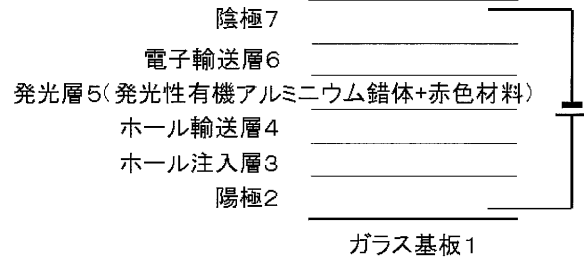 陰極7
電子輸送層6
発光層5(発光性有機アルミニウム錯体+赤色材料)
ホール輸送層4
ホール注入層3
陽極2
ガラス基板1